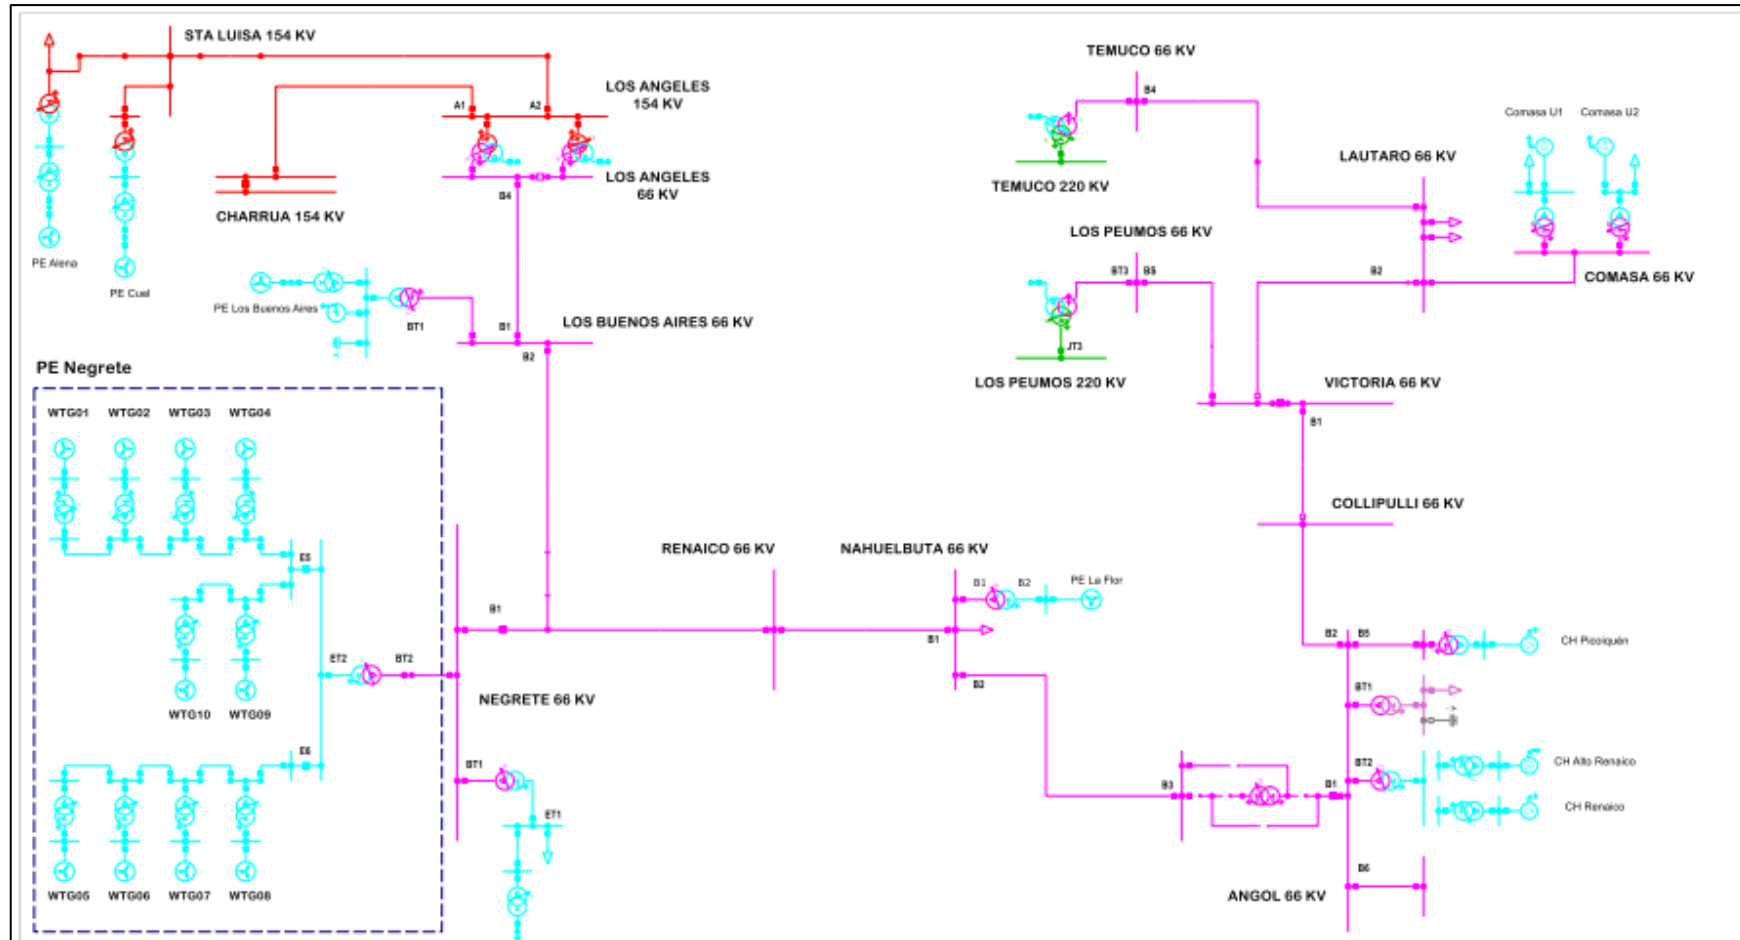 STA LUISA 154 KV
A1
A2
LOS ANGELES
154 KV
CHARRUA 154 KV
LOS ANGELES
66 KV
B4
PE Alena
PE Cuel
PE Los Buenos Aires
BT1
B1
LOS BUENOS AIRES 66 KV
B2
TEMUCO 66 KV
B4
TEMUCO 220 KV
LOS PEUMOS 66 KV
BT3
JT3
LOS PEUMOS 220 KV
Comasa U1
Comasa U2
LAUTARO 66 KV
B2
COMASA 66 KV
VICTORIA 66 KV
B1
COLLIPULLI 66 KV
PE Negrete
WTG01
WTG02
WTG03
WTG04
E5
WTG10
WTG09
ET2
BT2
E6
WTG05
WTG06
WTG07
WTG08
B1
NEGRETE 66 KV
BT1
ET1
RENAICO 66 KV
NAHUELBUTA 66 KV
B1
B2
PE La Flor
B1
B2
B2
B5
CH Picoiquén
BT1
BT2
CH Alto Renaico
CH Renaico
B3
B1
B6
ANGOL 66 KV